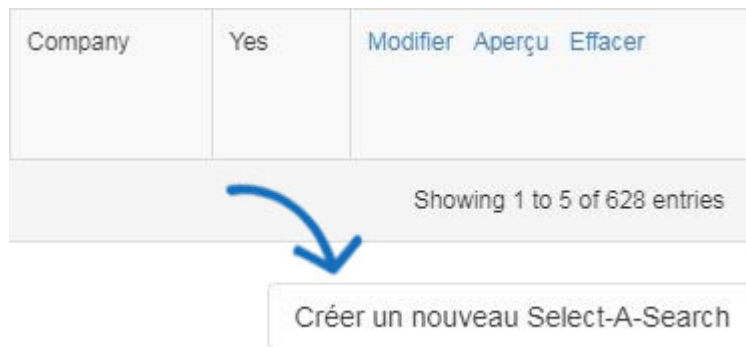 Company Yes Modifier Aperçu Effacer
Showing 1 to 5 of 628 entries
Créer un nouveau Select-A-Search